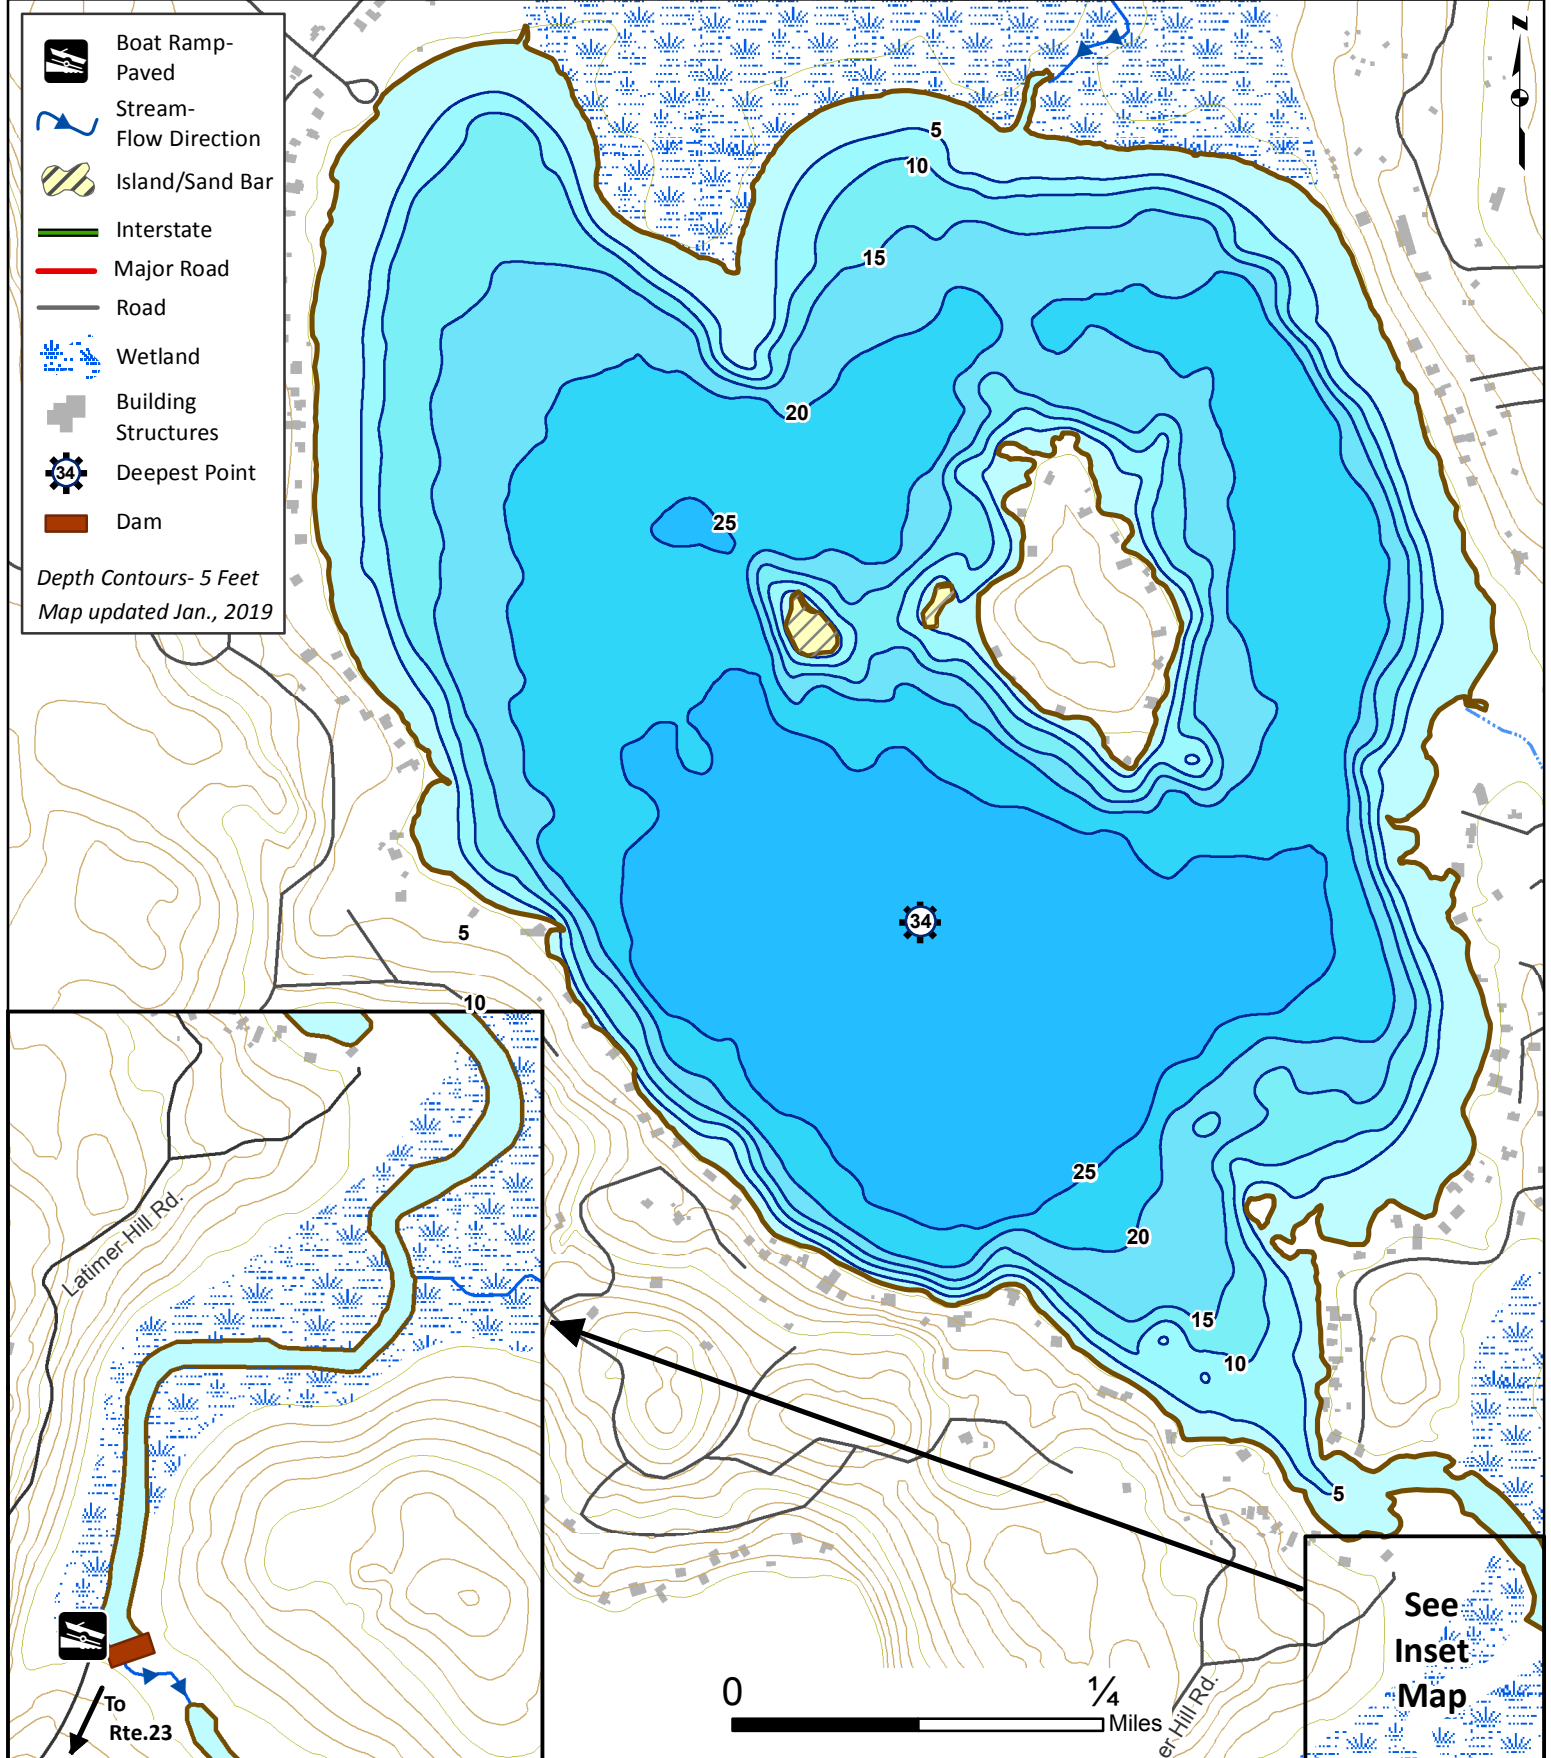 Boat Ramp-
Paved
Stream-
Flow Direction
Island/Sand Bar
Interstate
Major Road
Road
Wetland
Building
Structures
34
Deepest Point
Dam
Depth Contours- 5 Feet
Map updated Jan., 2019
N
5
10
15
20
25
34
5
10
25
20
15
10
5
Latimer Hill Rd.
To
Rte.23
See
Inset
Map
0 ¼
Miles
er Hill Rd.